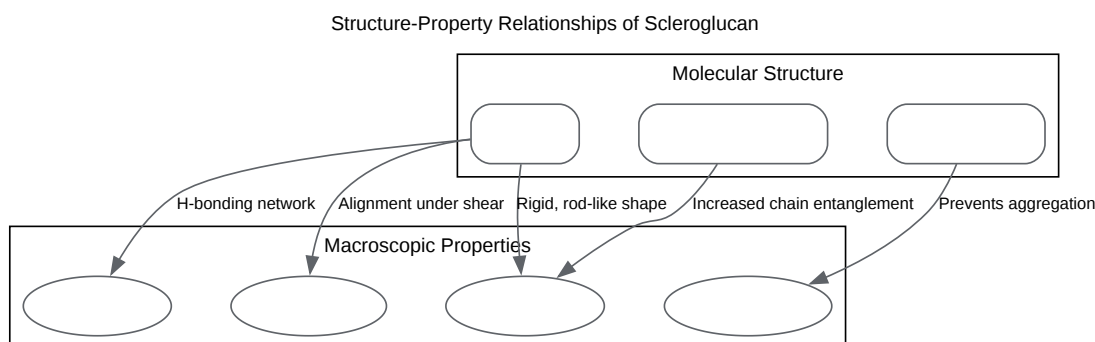 Structure-Property Relationships of Scleroglucan
Molecular Structure
H-bonding network
Alignment under shear
Rigid, rod-like shape
Increased chain entanglement
Prevents aggregation
Macroscopic Properties